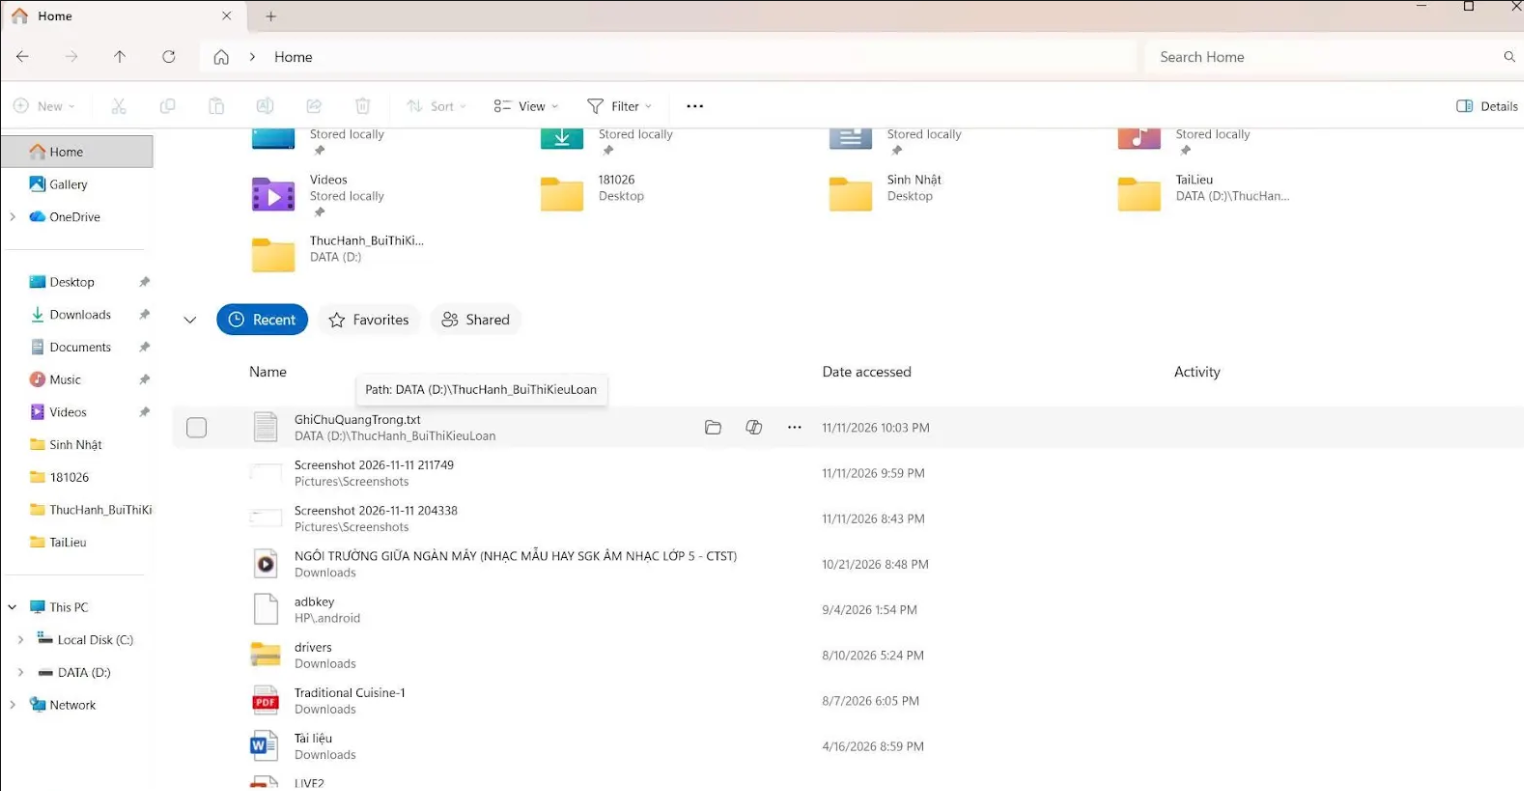 Home
Home
Search Home
New
Sort
View
Filter
Details
Home
Gallery
OneDrive
Desktop
Downloads
Documents
Music
Videos
Sinh Nhật
181026
ThucHanh_BuiThiKi
TaiLieu
This PC
Local Disk (C:)
DATA (D:)
Network
Stored locally
Stored locally
Stored locally
Stored locally
Videos
Stored locally
181026
Desktop
Sinh Nhật
Desktop
TaiLieu
DATA (D:)\ThucHan...
ThucHanh_BuiThiKi...
DATA (D:)
Recent
Favorites
Shared
Name
Date accessed
Activity
Path: DATA (D:)\ThucHanh_BuiThiKieuLoan
GhiChuQuangTrong.txt
DATA (D:)\ThucHanh_BuiThiKieuLoan
11/11/2026 10:03 PM
Screenshot 2026-11-11 211749
Pictures\Screenshots
11/11/2026 9:59 PM
Screenshot 2026-11-11 204338
Pictures\Screenshots
11/11/2026 8:43 PM
NGÔI TRƯỜNG GIỮA NGÀN MÂY (NHẠC MẪU HAY SGK ÂM NHẠC LỚP 5 - CTST)
Downloads
10/21/2026 8:48 PM
adbkey
HP\.android
9/4/2026 1:54 PM
drivers
Downloads
8/10/2026 5:24 PM
PDF
Traditional Cuisine-1
Downloads
8/7/2026 6:05 PM
W
Tài liệu
Downloads
4/16/2026 8:59 PM
LIVE2